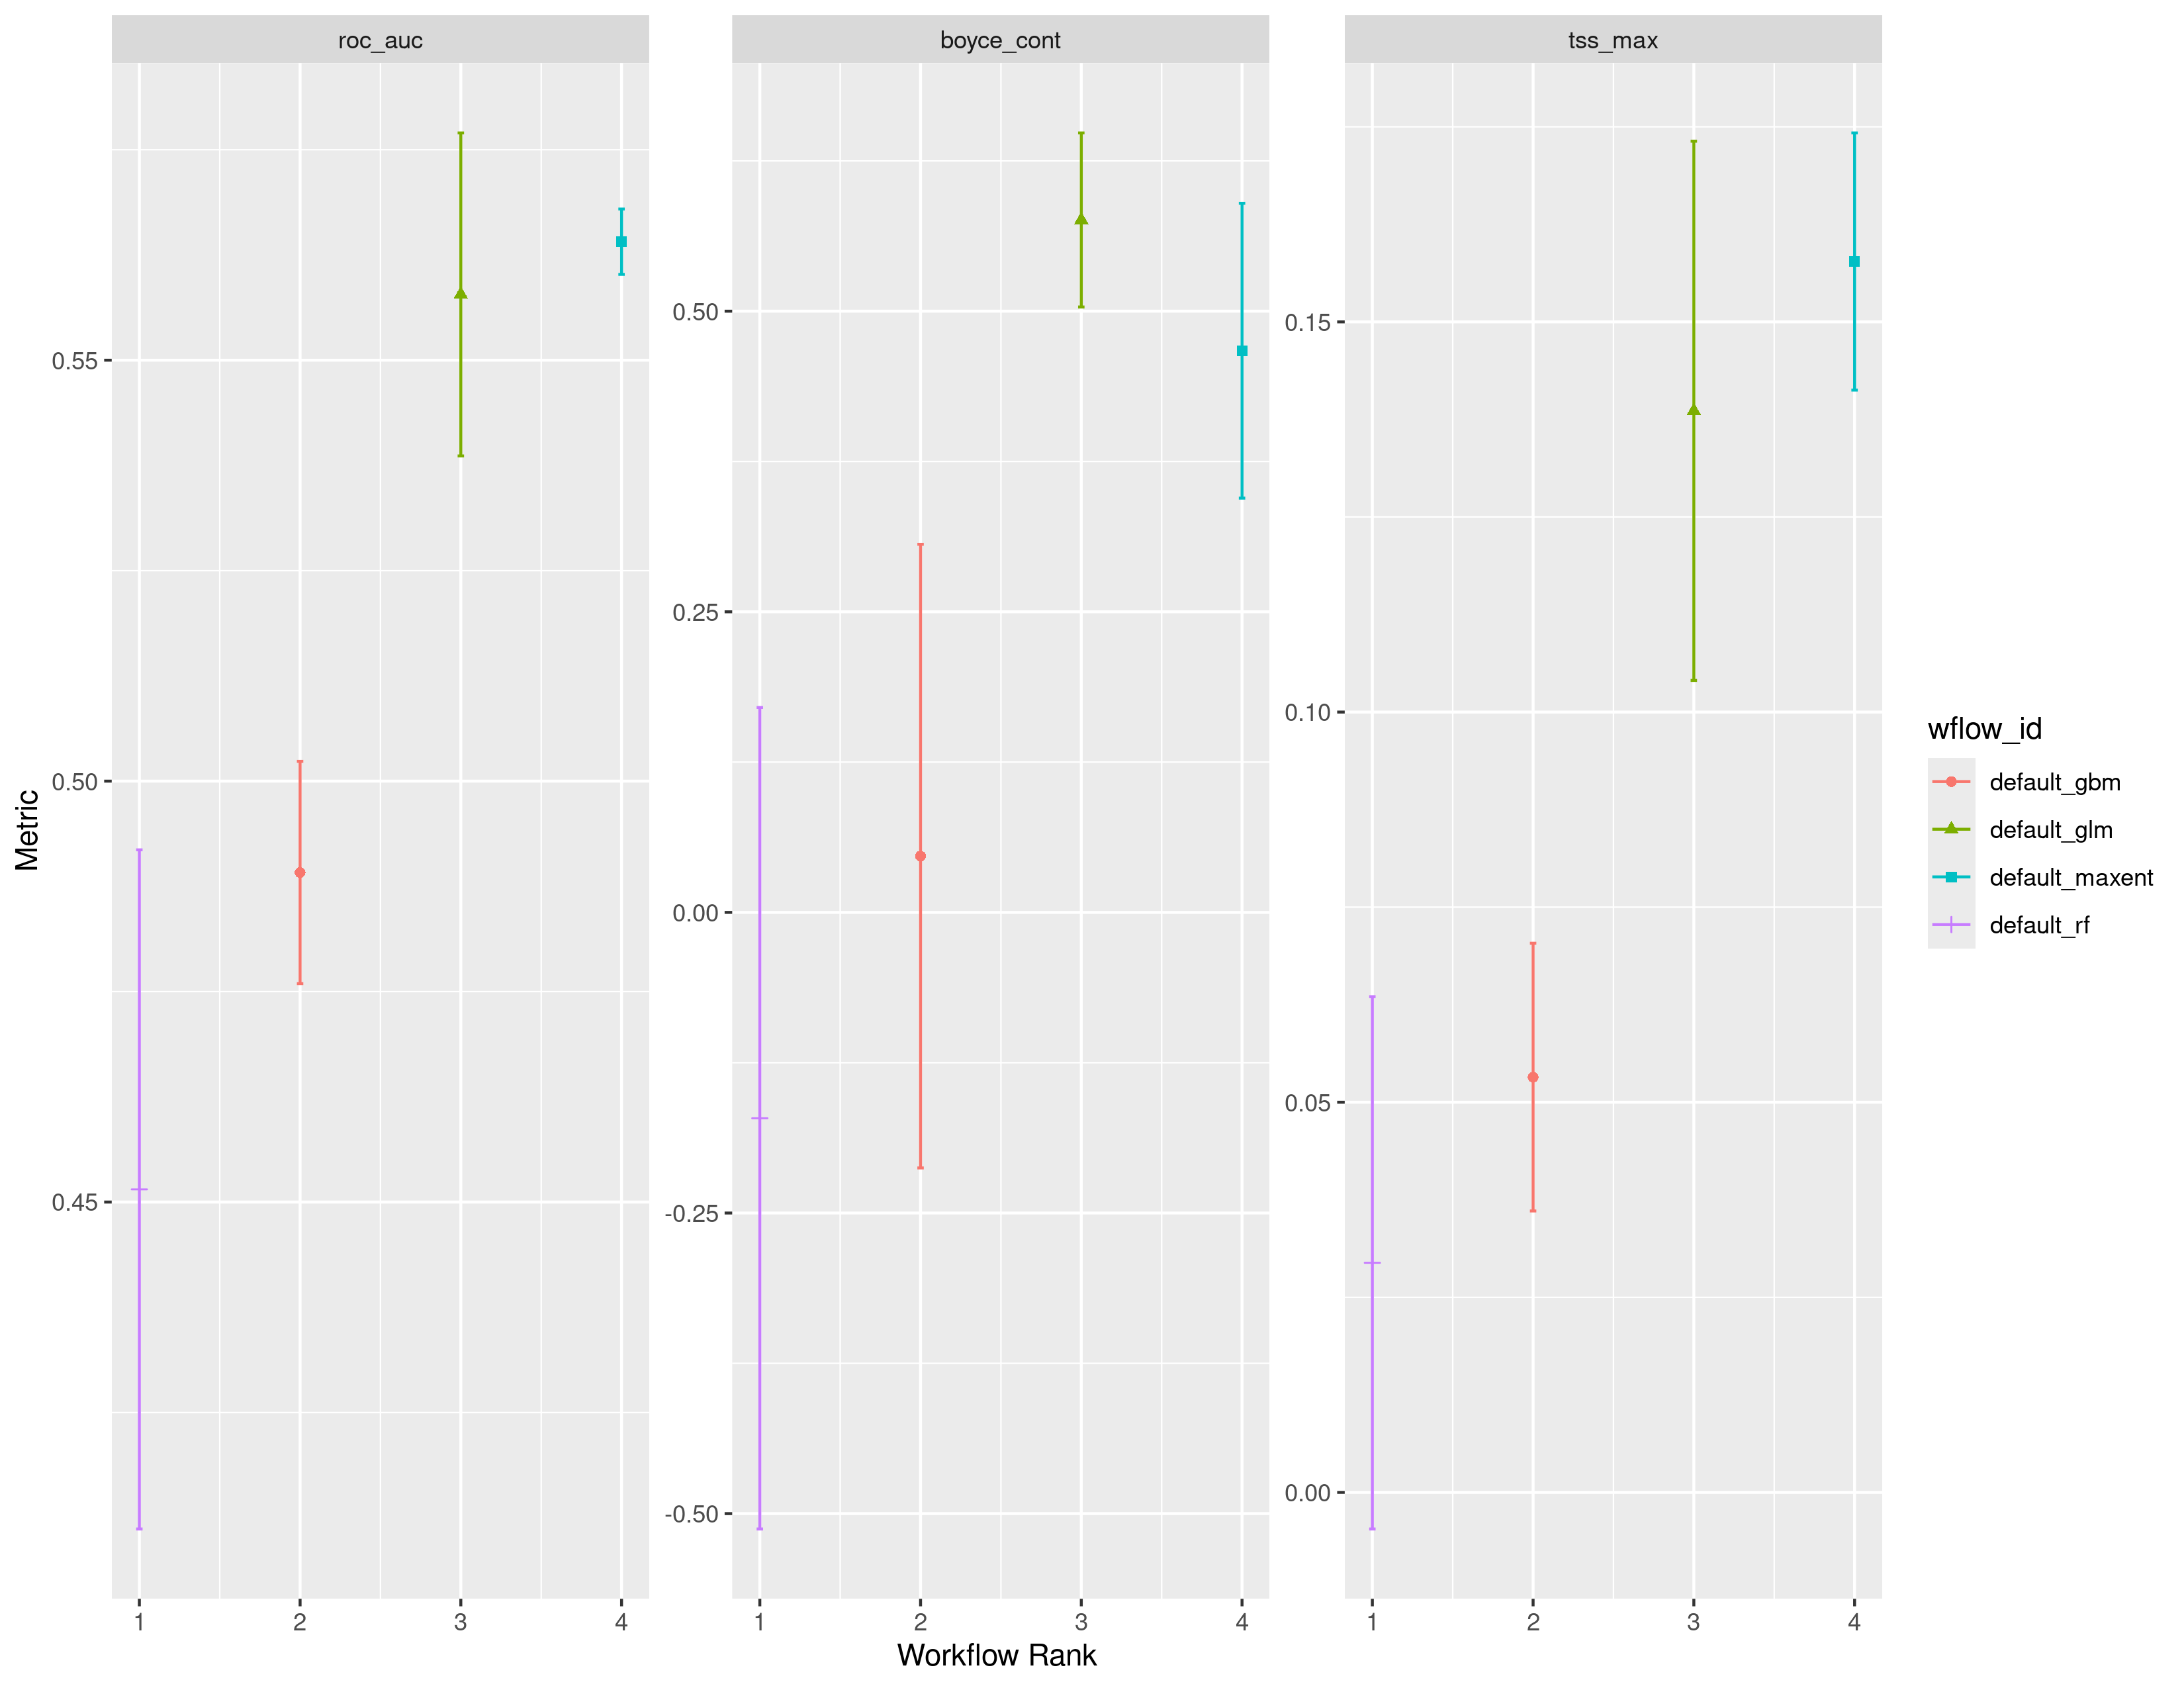 roc_auc
boyce_cont
tss_max
Metric
0.55
0.50
0.45
0.50
0.25
0.00
-0.25
-0.50
0.15
0.10
0.05
0.00
1 2 3 4
1 2 3 4
1 2 3 4
Workflow Rank
wflow_id
default_gbm
default_glm
default_maxent
default_rf